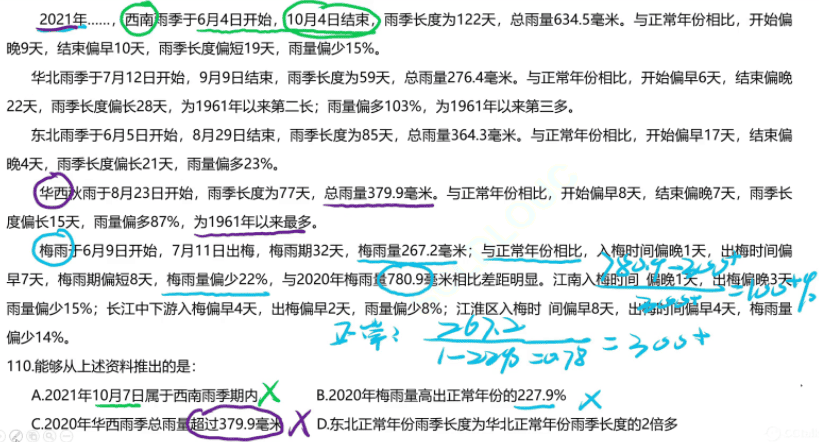 2021年……，西南雨季于6月4日开始，10月4日结束，雨季长度为122天，总雨量634.5毫米。与正常年份相比，开始偏
晚9天，结束偏早10天，雨季长度偏短19天，雨量偏少15%。
华北雨季于7月12日开始，9月9日结束，雨季长度为59天，总雨量276.4毫米。与正常年份相比，开始偏早6天，结束偏晚
22天，雨季长度偏长28天，为1961年以来第二长；雨量偏多103%，为1961年以来第三多。
东北雨季于6月5日开始，8月29日结束，雨季长度为85天，总雨量364.3毫米。与正常年份相比，开始偏早17天，结束偏
晚4天，雨季长度偏长21天，雨量偏多23%。
华西秋雨于8月23日开始，雨季长度为77天，总雨量379.9毫米。与正常年份相比，开始偏早8天，结束偏晚7天，雨季长
度偏长15天，雨量偏多87%，为1961年以来最多。
梅雨于6月9日开始，7月11日出梅，梅雨期32天，梅雨量267.2毫米；与正常年份相比，入梅时间偏晚1天，出梅时间偏
早7天，梅雨期偏短8天，梅雨量偏少22%，与2020年梅雨量780.9毫米相比差距明显。江南入梅时间 偏晚1天，出梅偏晚3天
780.9-300+
=100+%
雨量偏少15%；长江中下游入梅偏早4天，出梅偏早2天，雨量偏少8%；江淮区入梅时 间偏早8天，出梅时间偏早4天，梅雨量
偏少14%。
正常：267.2
1-22%=0.78
=300+
110.能够从上述资料推出的是：
A.2021年10月7日属于西南雨季期内
B.2020年梅雨量高出正常年份的227.9%
C.2020年华西雨季总雨量超过379.9毫米
D.东北正常年份雨季长度为华北正常年份雨季长度的2倍多